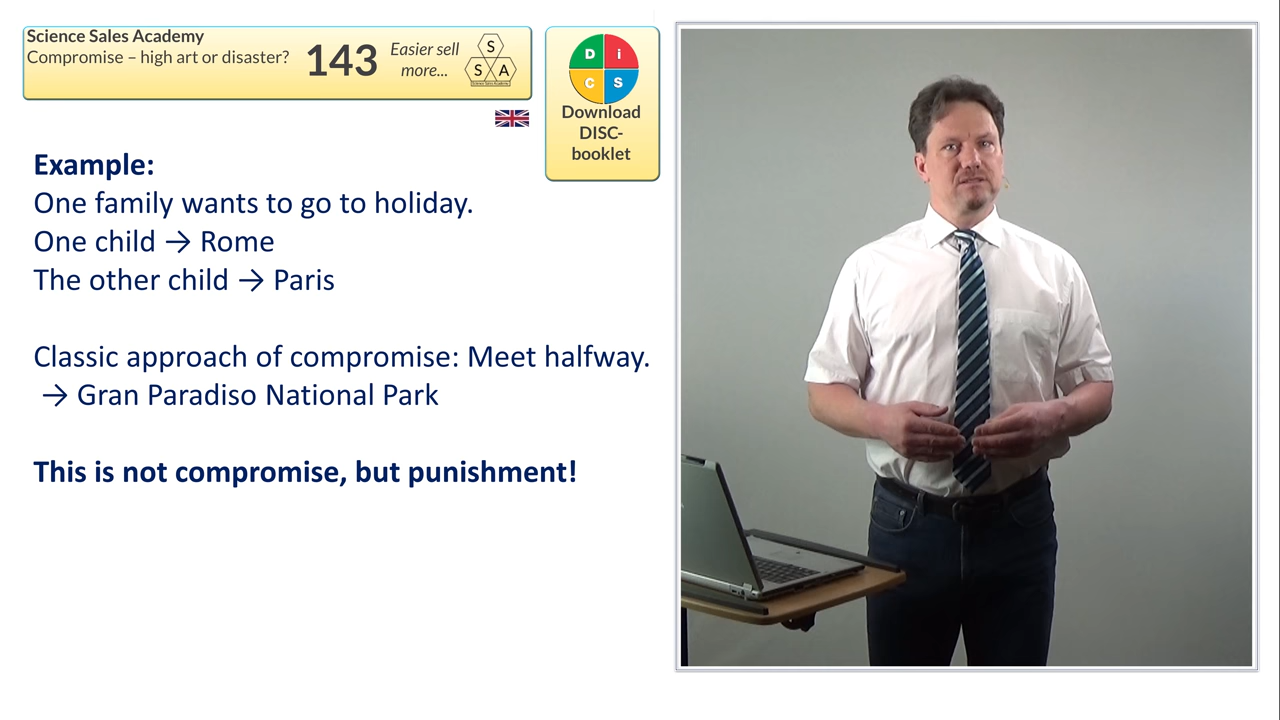 Science Sales Academy
Compromise – high art or disaster?
143
Easier sell
more...
S
S A
D i
C S
Download
DISC-
booklet
Example:
One family wants to go to holiday.
One child → Rome
The other child → Paris
Classic approach of compromise: Meet halfway.
→ Gran Paradiso National Park
This is not compromise, but punishment!